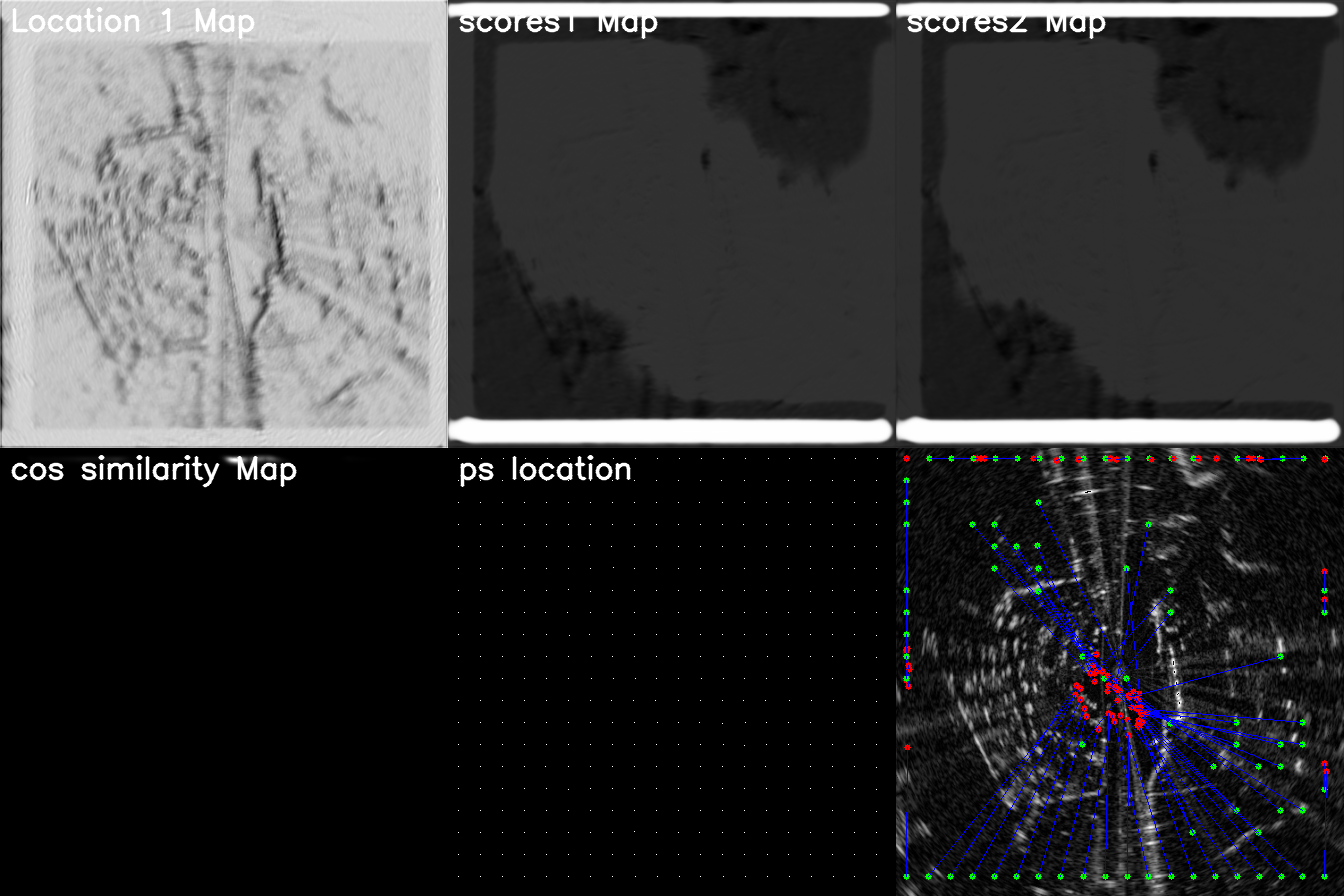 Location 1 Map
scores1 Map
scores2 Map
cos similarity Map
ps location